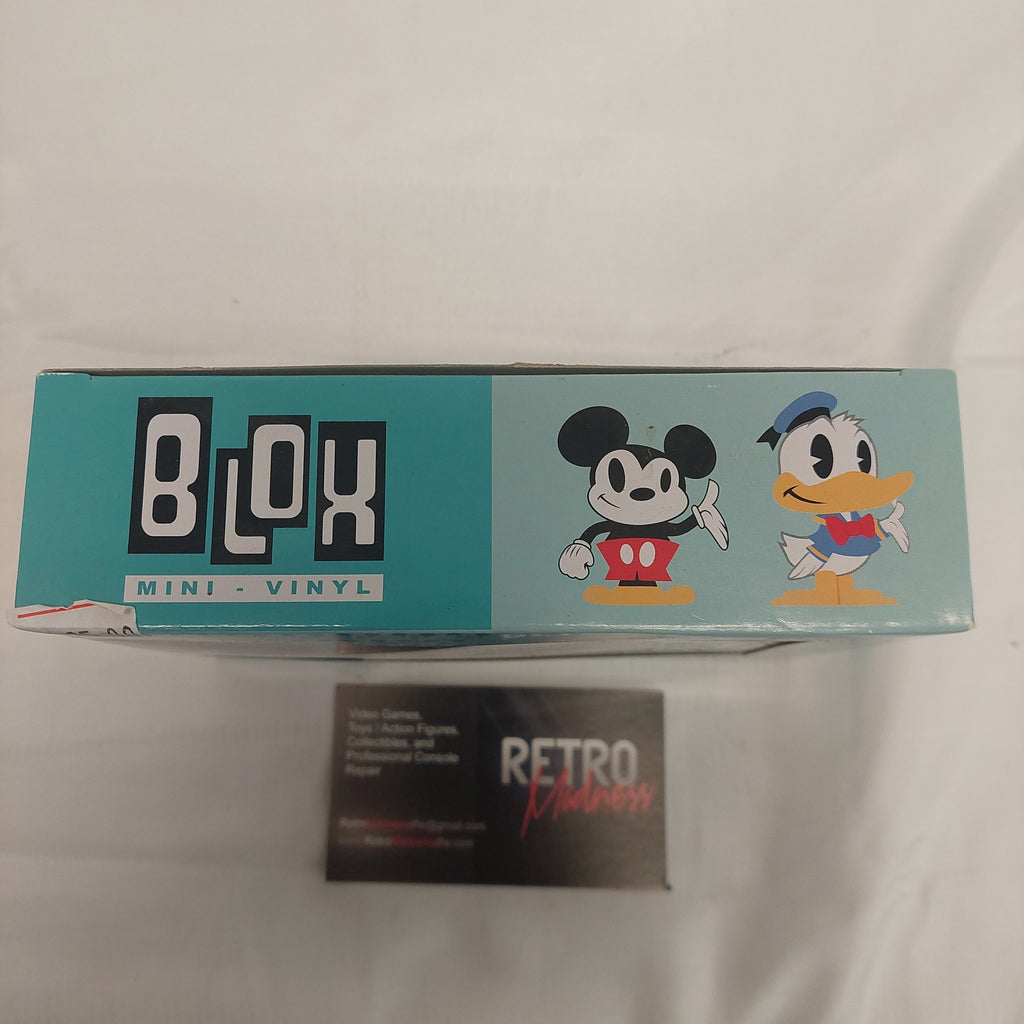 BLOX
MINI - VINYL
Video Games,
Toys / Action Figures,
Collectibles, and
Professional Console
Repair
RETRO
Madness